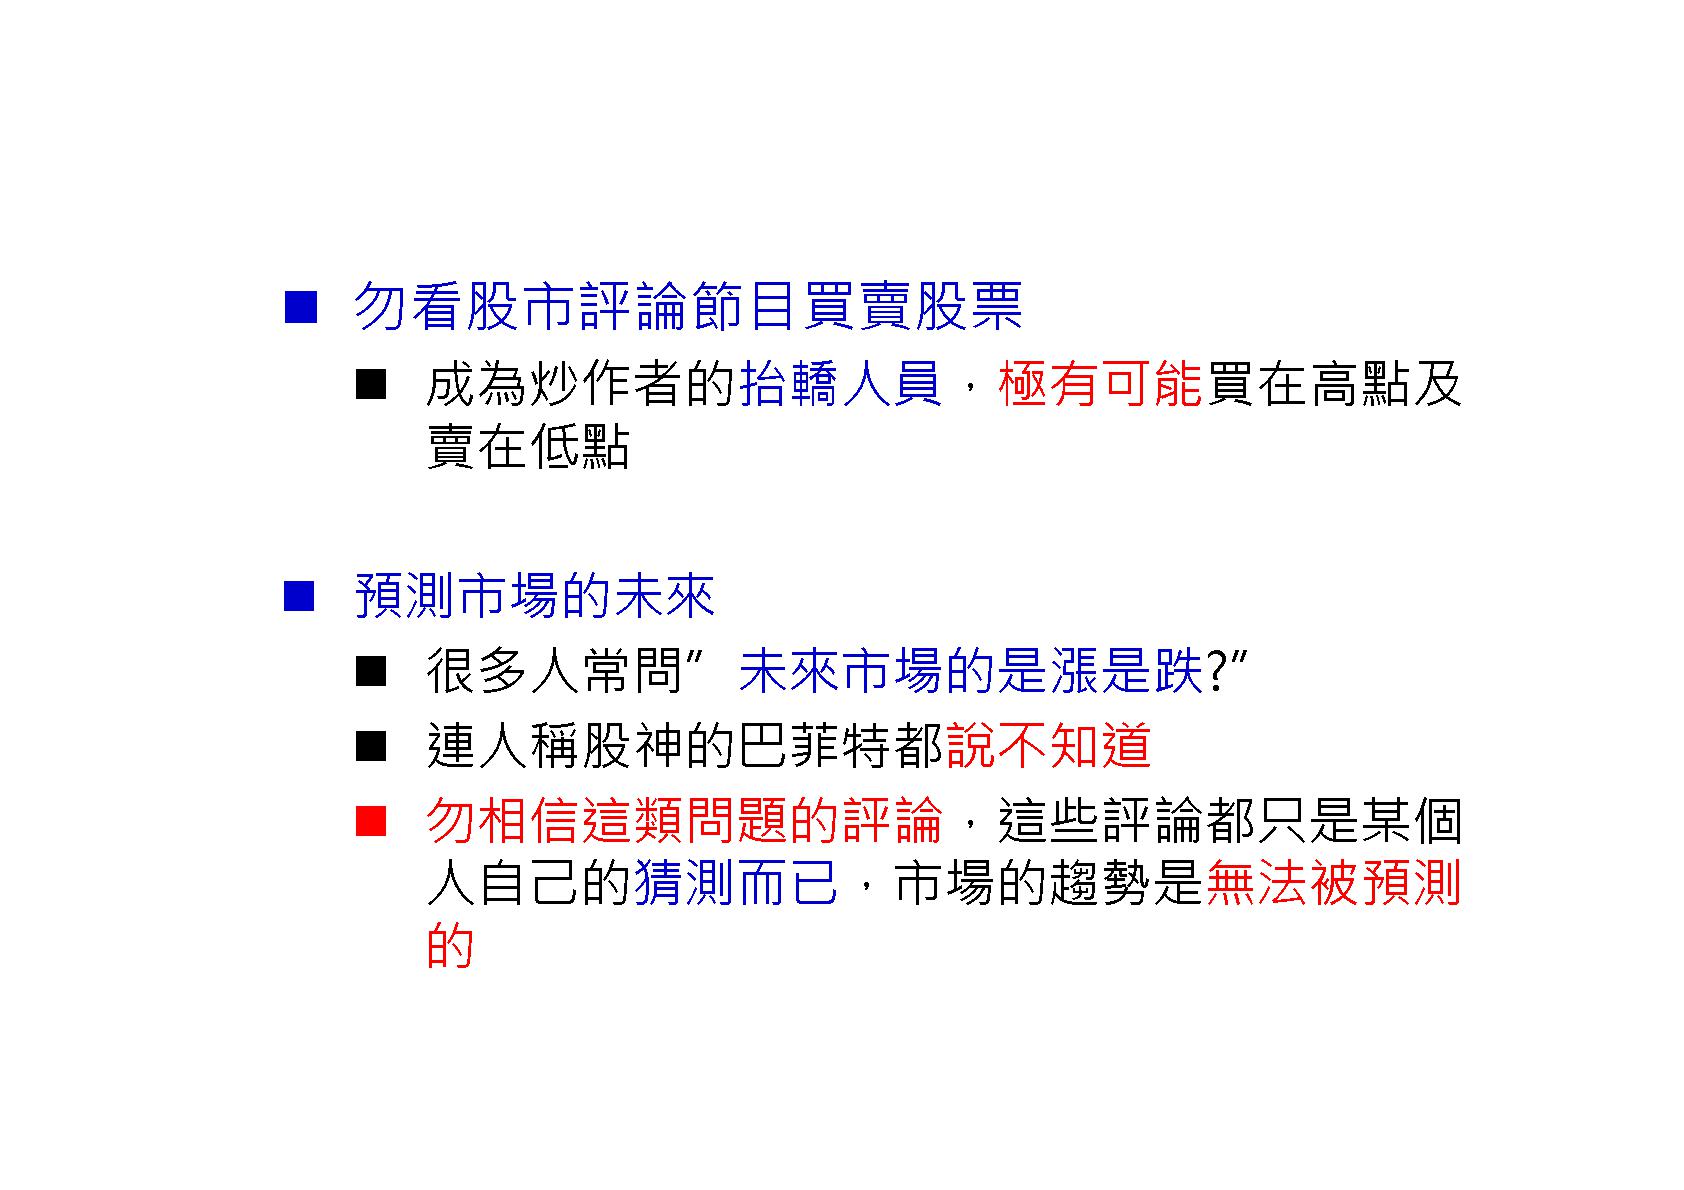 ■ 勿看股市評論節目買賣股票
■ 成為炒作者的抬轎人員，極有可能買在高點及
賣在低點
■ 預測市場的未來
■ 很多人常問”未來市場的是漲是跌?”
■ 連人稱股神的巴菲特都說不知道
■ 勿相信這類問題的評論，這些評論都只是某個
人自己的猜測而已，市場的趨勢是無法被預測
的